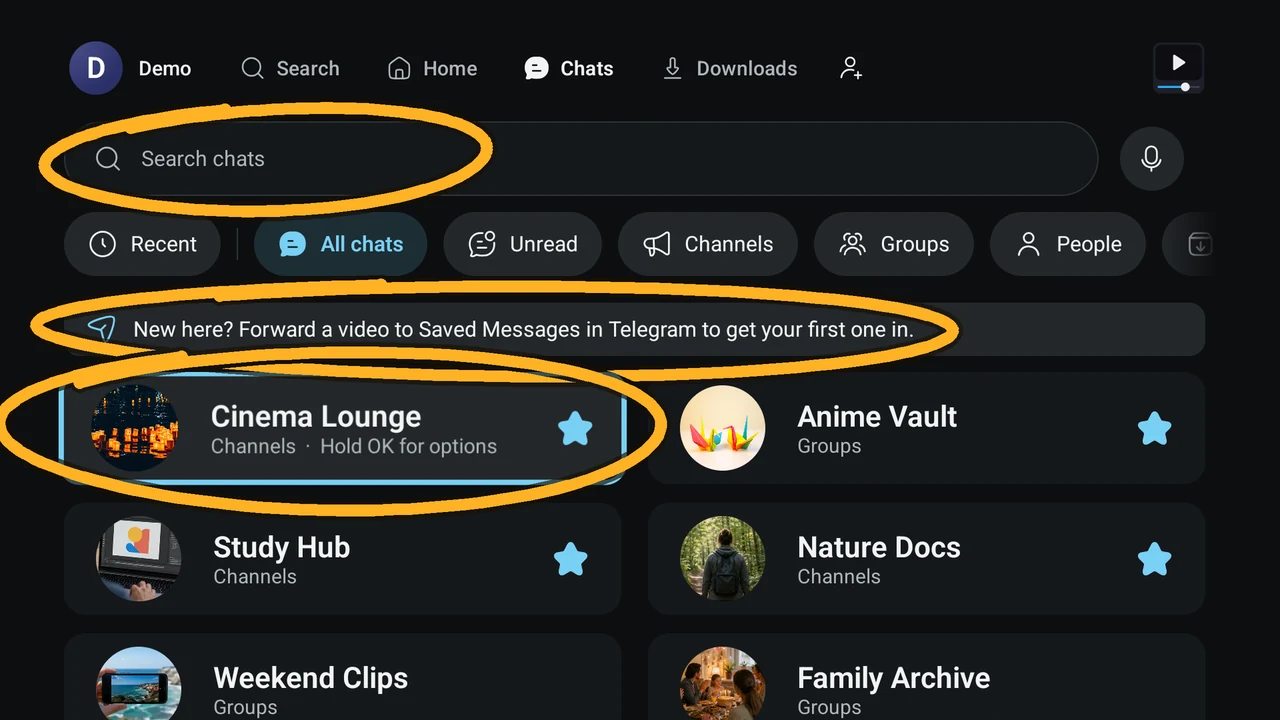 D Demo Search Home Chats Downloads
Search chats
Recent All chats Unread Channels Groups People
New here? Forward a video to Saved Messages in Telegram to get your first one in.
Cinema Lounge
Channels · Hold OK for options
Anime Vault
Groups
Study Hub
Channels
Nature Docs
Channels
Weekend Clips
Groups
Family Archive
Groups